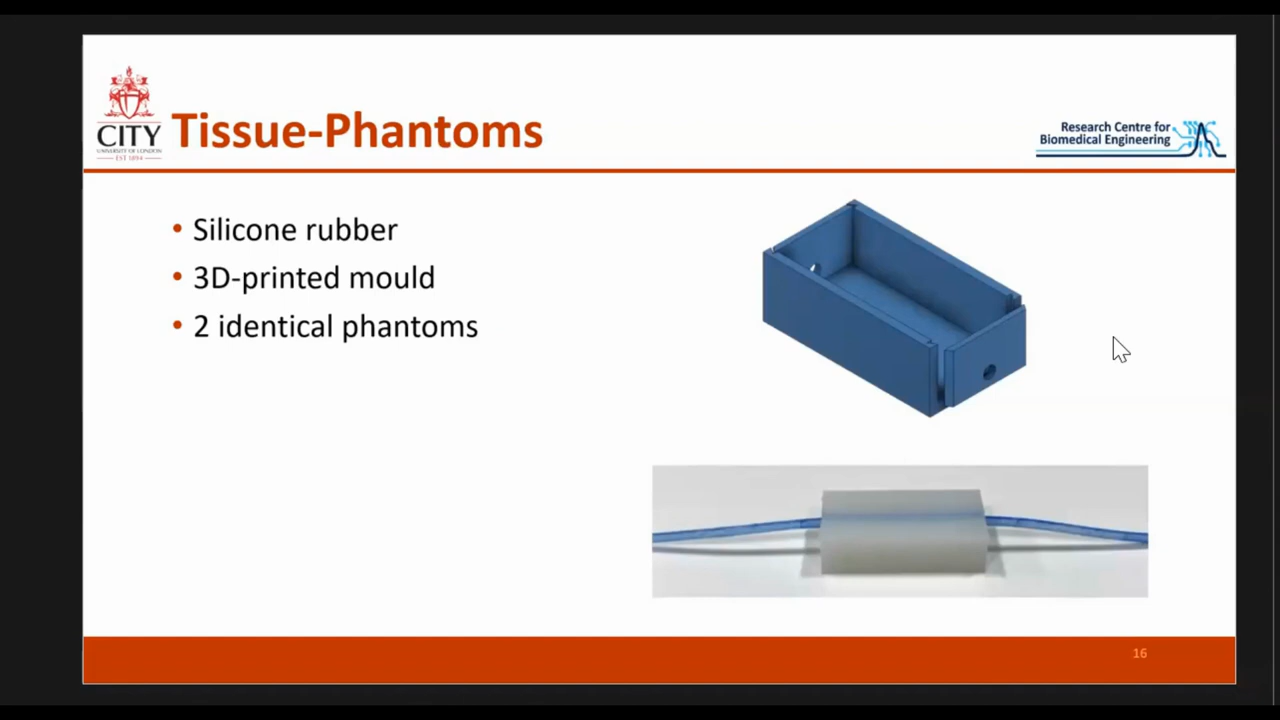 CITY
UNIVERSITY OF LONDON
EST 1894
Tissue-Phantoms
Research Centre for
Biomedical Engineering
• Silicone rubber
• 3D-printed mould
• 2 identical phantoms
16